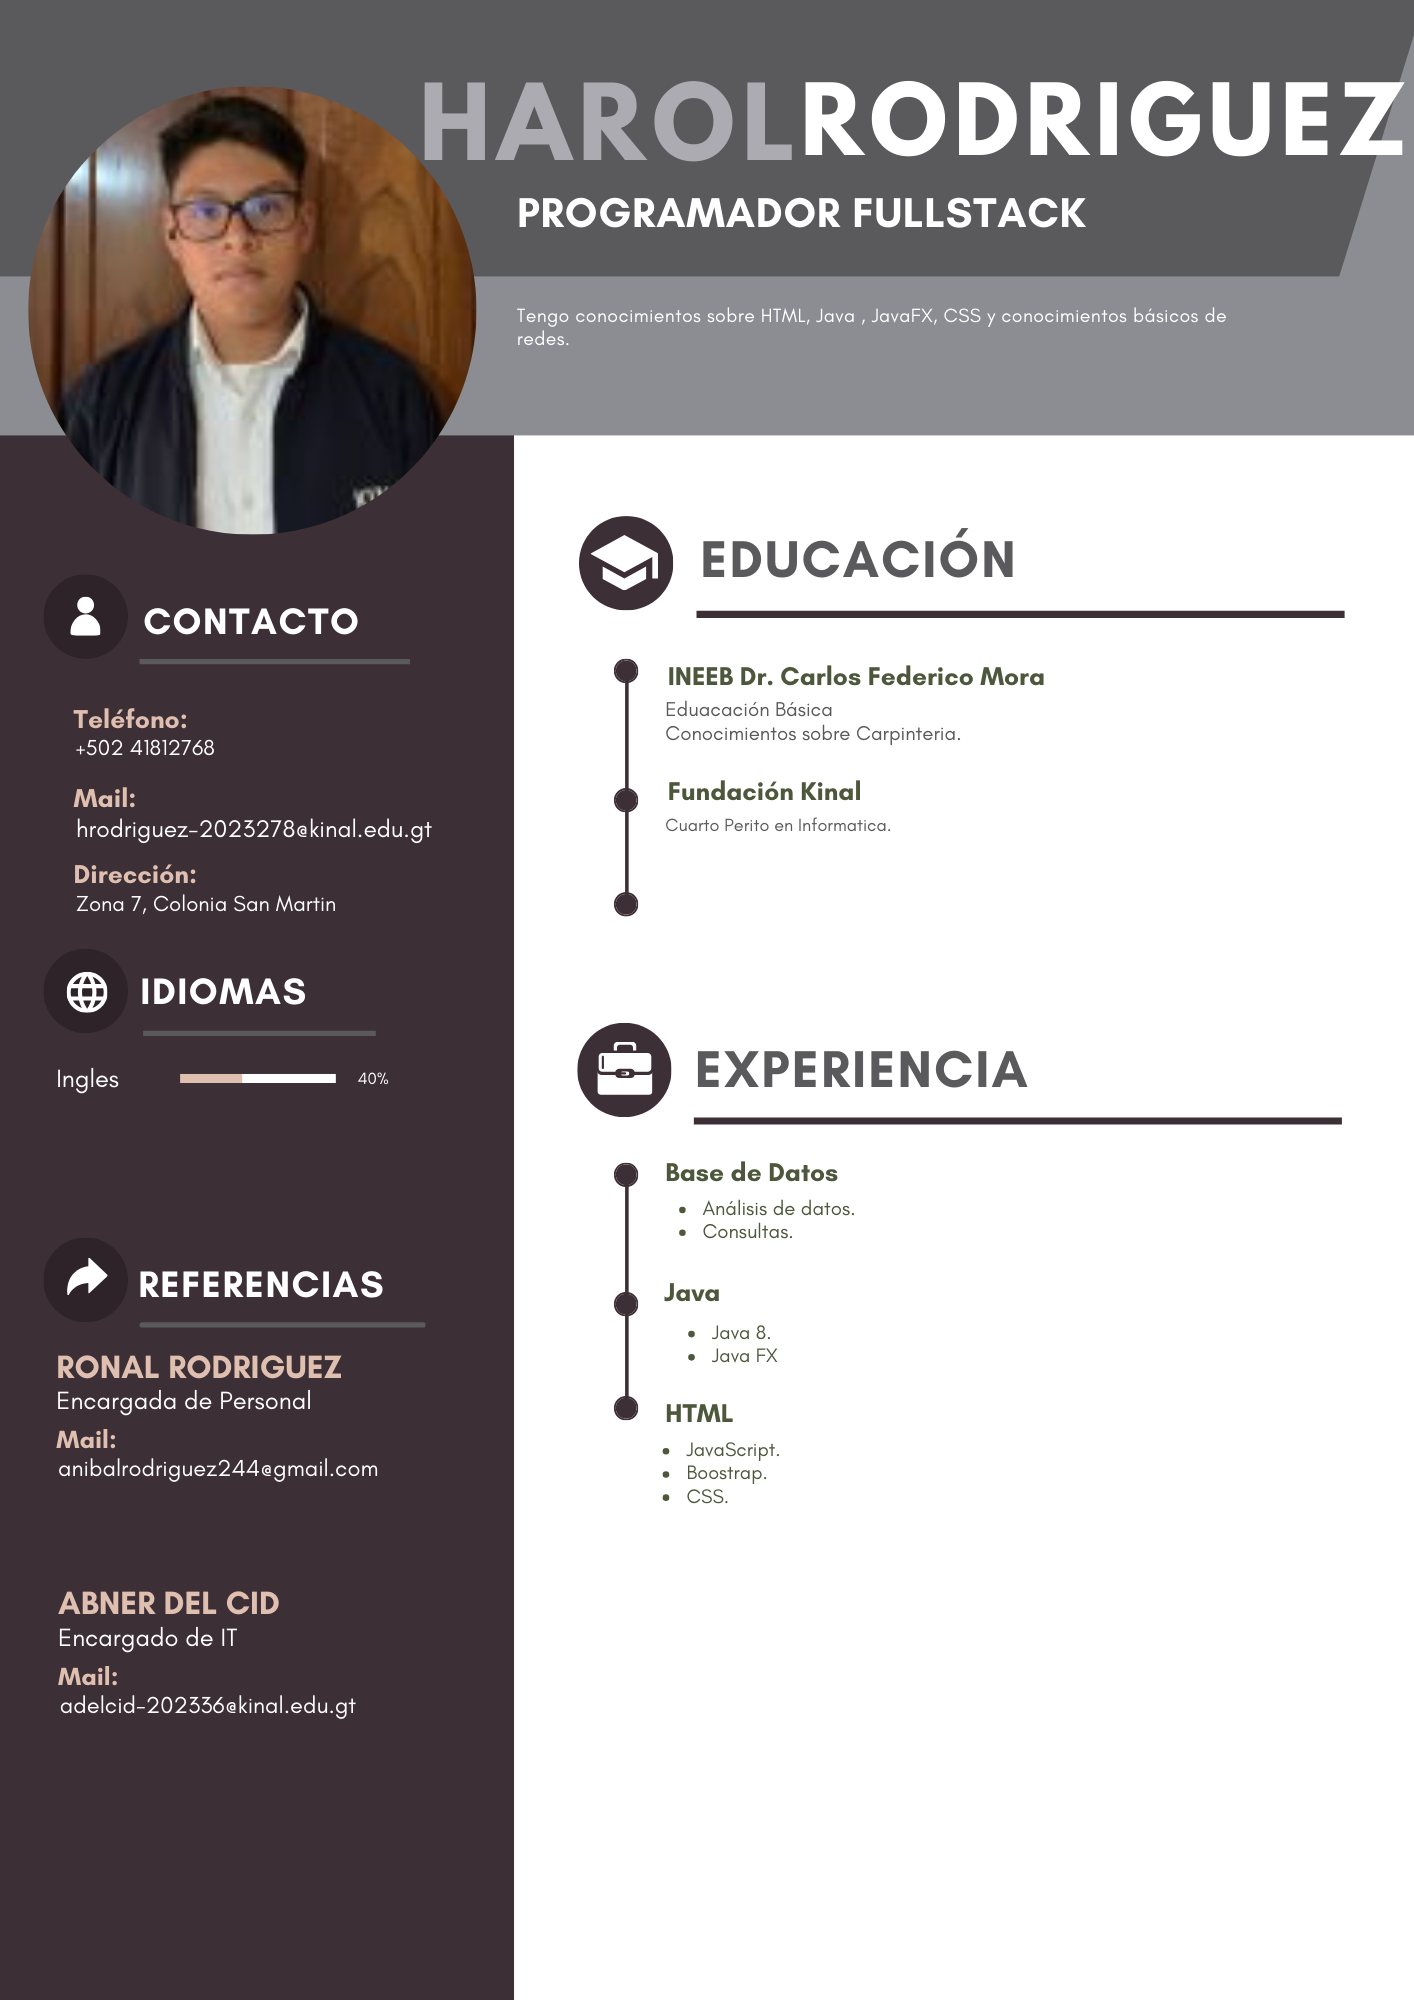 HAROL RODRIGUEZ
PROGRAMADOR FULLSTACK
Tengo conocimientos sobre HTML, Java , JavaFX, CSS y conocimientos básicos de
redes.
CONTACTO
Teléfono:
+502 41812768
Mail:
hrodriguez-2023278@kinal.edu.gt
Dirección:
Zona 7, Colonia San Martin
IDIOMAS
Ingles 40%
REFERENCIAS
RONAL RODRIGUEZ
Encargada de Personal
Mail:
anibalrodriguez244@gmail.com
ABNER DEL CID
Encargado de IT
Mail:
adelcid-202336@kinal.edu.gt
EDUCACIÓN
INEEB Dr. Carlos Federico Mora
Eduacación Básica
Conocimientos sobre Carpinteria.
Fundación Kinal
Cuarto Perito en Informatica.
EXPERIENCIA
Base de Datos
• Análisis de datos.
• Consultas.
Java
• Java 8.
• Java FX
HTML
• JavaScript.
• Boostrap.
• CSS.